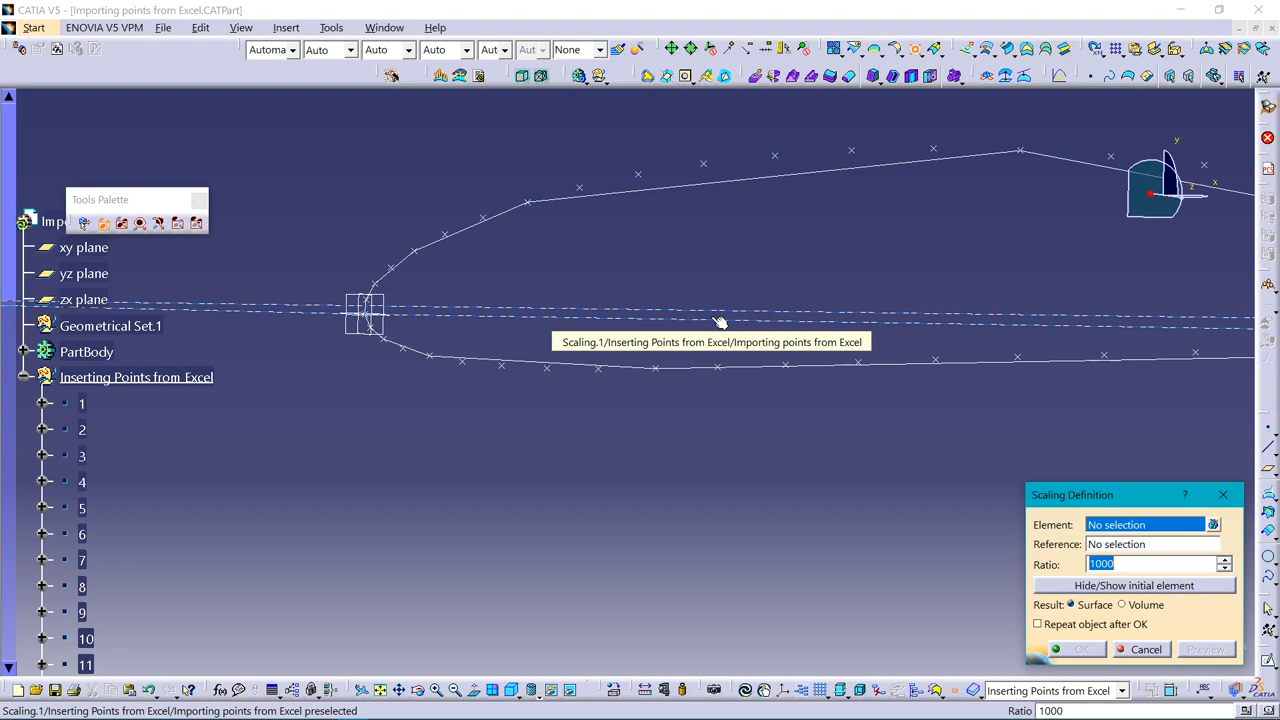 CATIA V5 - [Importing points from Excel.CATPart]
Start ENOVIA V5 VPM File Edit View Insert Tools Window Help
Automa Auto Auto Auto Aut Aut None
y
x
z
Tools Palette
Impo
xy plane
yz plane
zx plane
Geometrical Set.1
PartBody
Inserting Points from Excel
1
2
3
4
5
6
7
8
9
10
11
Scaling.1/Inserting Points from Excel/Importing points from Excel
Scaling Definition ? X
Element: No selection
Reference: No selection
Ratio: 1000
Hide/Show initial element
Result: Surface Volume
Repeat object after OK
OK Cancel Preview
Inserting Points from Excel
CATIA
Scaling.1/Inserting Points from Excel/Importing points from Excel preselected Ratio 1000